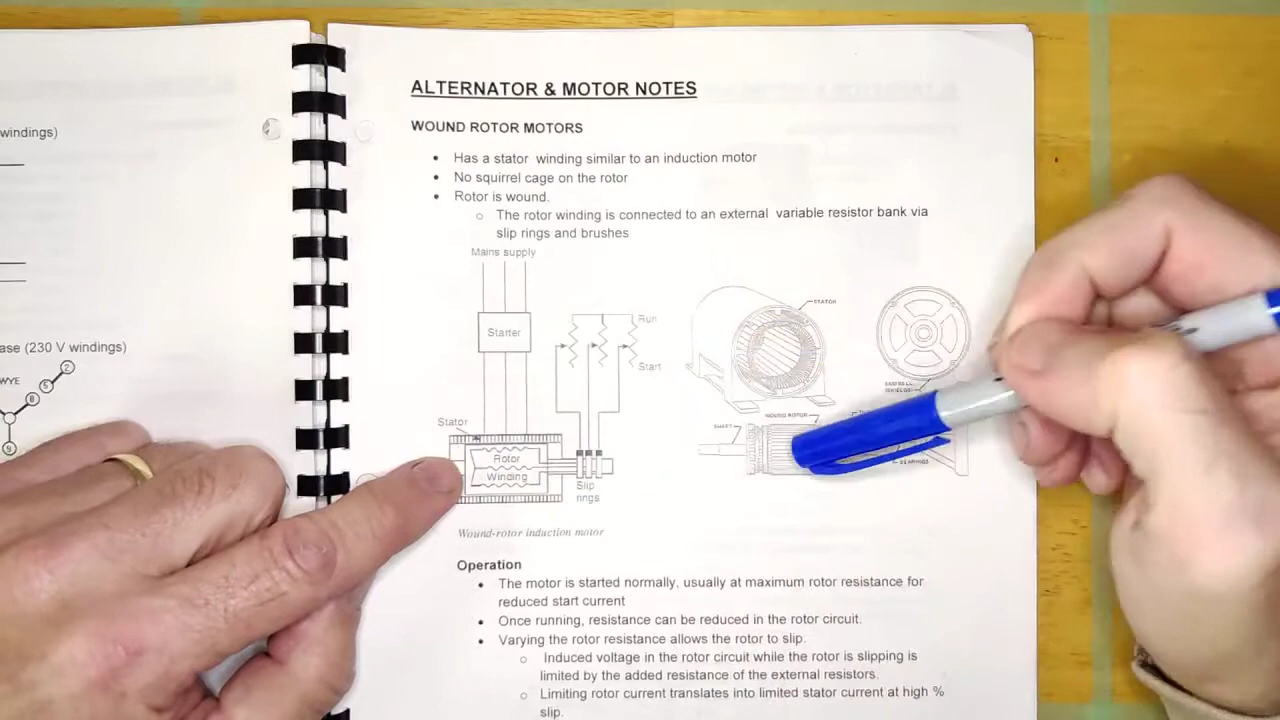 windings)
ase (230 V windings)
WYE
2
5
8
9
ALTERNATOR & MOTOR NOTES
WOUND ROTOR MOTORS
• Has a stator winding similar to an induction motor
• No squirrel cage on the rotor
• Rotor is wound.
o The rotor winding is connected to an external variable resistor bank via
slip rings and brushes
Mains supply
Starter
Run
Start
Stator
Rotor
Winding
Slip
rings
STATOR
WOUND ROTOR
SHAFT
BEARINGS
Wound-rotor induction motor
Operation
• The motor is started normally, usually at maximum rotor resistance for
reduced start current
• Once running, resistance can be reduced in the rotor circuit.
• Varying the rotor resistance allows the rotor to slip.
o Induced voltage in the rotor circuit while the rotor is slipping is
limited by the added resistance of the external resistors.
o Limiting rotor current translates into limited stator current at high %
slip.